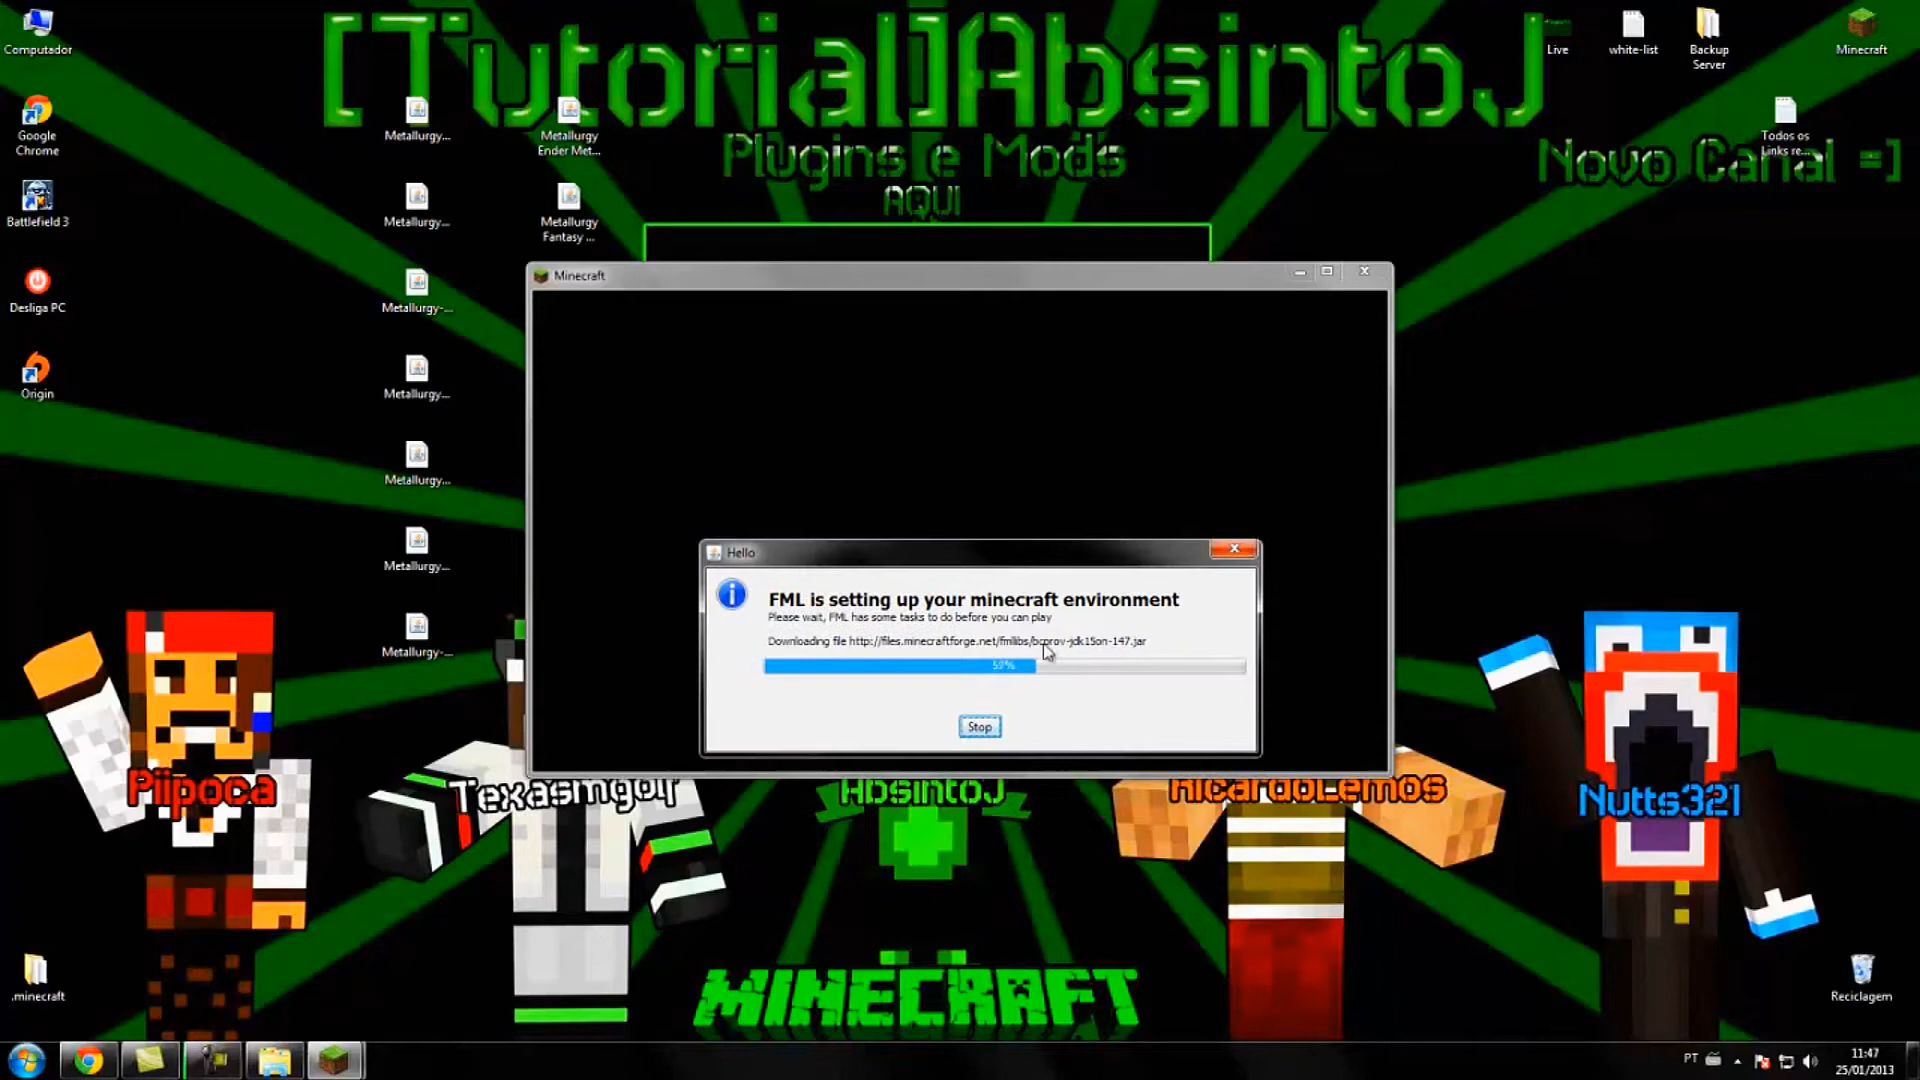 [Tutorial]AbsintoJ
Plugins e Mods
AQUI
Novo Canal =]
Computador
Google
Chrome
Battlefield 3
Desliga PC
Origin
.minecraft
Metallurgy...
Metallurgy...
Metallurgy-...
Metallurgy...
Metallurgy...
Metallurgy...
Metallurgy-...
Metallurgy
Ender Met...
Metallurgy
Fantasy ...
Live
white-list
Backup
Server
Minecraft
Todos os
Links re...
Reciclagem
Minecraft
Hello
FML is setting up your minecraft environment
Please wait, FML has some tasks to do before you can play
Downloading file http://files.minecraftforge.net/fmllibs/bcprov-jdk15on-147.jar
Stop
Piipoca
Texasmgolf
AbsintoJ
RicardoLemos
Nutts321
MINECRAFT
PT
11:47
25/01/2013